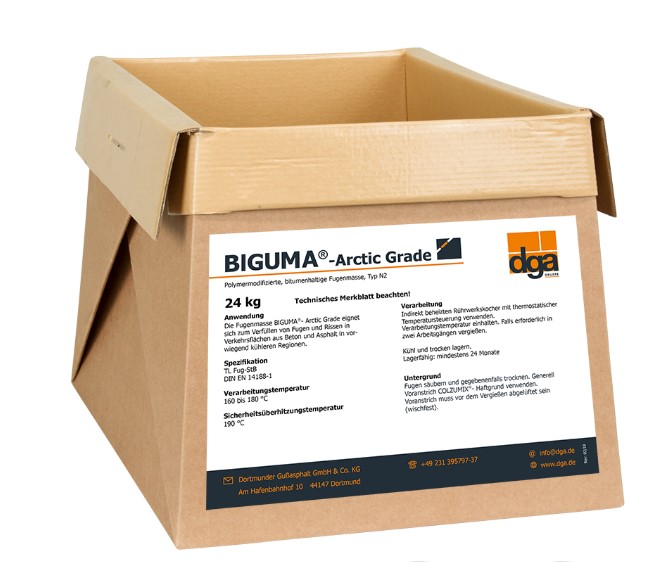 BIGUMA®-Arctic Grade
dga
GRUPPE
Polymermodifizierte, bitumenhaltige Fugenmasse, Typ N2
24 kg
Technisches Merkblatt beachten!
Anwendung
Die Fugenmasse BIGUMA®- Arctic Grade eignet
sich zum Verfüllen von Fugen und Rissen in
Verkehrsflächen aus Beton und Asphalt in vor-
wiegend kühleren Regionen.
Spezifikation
TL Fug-StB
DIN EN 14188-1
Verarbeitungstemperatur
160 bis 180 °C
Sicherheitsüberhitzungstemperatur
190 °C
Verarbeitung
Indirekt beheizten Rührwerkskocher mit thermostatischer
Temperatursteuerung verwenden.
Verarbeitungstemperatur einhalten. Falls erforderlich in
zwei Arbeitsgängen vergießen.
Kühl und trocken lagern.
Lagerfähig: mindestens 24 Monate
Untergrund
Fugen säubern und gegebenenfalls trocknen. Generell
Voranstrich COLZUMIX®- Haftgrund verwenden.
Voranstrich muss vor dem Vergießen abgelüftet sein
(wischfest).
Dortmunder Gußasphalt GmbH & Co. KG
Am Hafenbahnhof 10 44147 Dortmund
+49 231 395797-37
info@dga.de
www.dga.de